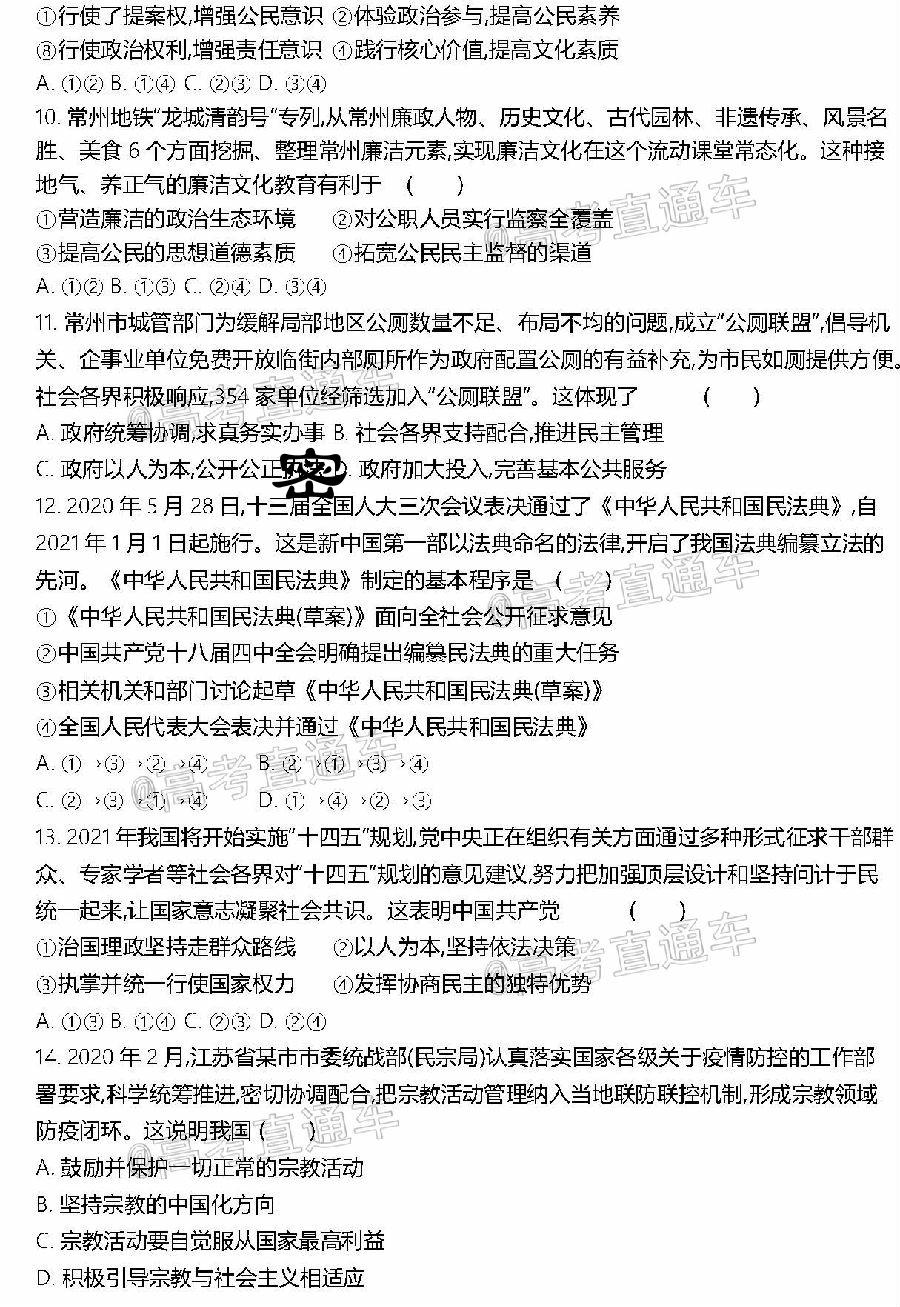 ①行使了提案权,增强公民意识 ②体验政治参与,提高公民素养
⑧行使政治权利,增强责任意识 ④践行核心价值,提高文化素质
A. ①② B. ①④ C. ②③ D. ③④
10. 常州地铁“龙城清韵号”专列,从常州廉政人物、历史文化、古代园林、非遗传承、风景名
胜、美食 6 个方面挖掘、整理常州廉洁元素,实现廉洁文化在这个流动课堂常态化。这种接
地气、养正气的廉洁文化教育有利于 ( )
①营造廉洁的政治生态环境 ②对公职人员实行监察全覆盖
③提高公民的思想道德素质 ④拓宽公民民主监督的渠道
A. ①② B. ①③ C. ②④ D. ③④
11. 常州市城管部门为缓解局部地区公厕数量不足、布局不均的问题,成立“公厕联盟”,倡导机
关、企事业单位免费开放临街内部厕所作为政府配置公厕的有益补充,为市民如厕提供方便。
社会各界积极响应,354 家单位经筛选加入“公厕联盟”。这体现了 ( )
A. 政府统筹协调,求真务实办事 B. 社会各界支持配合,推进民主管理
C. 政府以人为本,公开公正 密 D. 政府加大投入,完善基本公共服务
12. 2020 年 5 月 28 日,十三届全国人大三次会议表决通过了《中华人民共和国民法典》,自
2021 年 1 月 1 日起施行。这是新中国第一部以法典命名的法律,开启了我国法典编纂立法的
先河。《中华人民共和国民法典》制定的基本程序是 ( )
①《中华人民共和国民法典(草案)》面向全社会公开征求意见
②中国共产党十八届四中全会明确提出编纂民法典的重大任务
③相关机关和部门讨论起草《中华人民共和国民法典(草案)》
④全国人民代表大会表决并通过《中华人民共和国民法典》
A. ①→③→②→④ B. ②→①→③→④
C. ②→③→①→④ D. ①→④→②→③
13. 2021 年我国将开始实施“十四五”规划,党中央正在组织有关方面通过多种形式征求干部群
众、专家学者等社会各界对“十四五”规划的意见建议,努力把加强顶层设计和坚持问计于民
统一起来,让国家意志凝聚社会共识。这表明中国共产党 ( )
①治国理政坚持走群众路线 ②以人为本,坚持依法决策
③执掌并统一行使国家权力 ④发挥协商民主的独特优势
A. ①③ B. ①④ C. ②③ D. ②④
14. 2020 年 2 月,江苏省某市市委统战部(民宗局)认真落实国家各级关于疫情防控的工作部
署要求,科学统筹推进,密切协调配合,把宗教活动管理纳入当地联防联控机制,形成宗教领域
防疫闭环。这说明我国 ( )
A. 鼓励并保护一切正常的宗教活动
B. 坚持宗教的中国化方向
C. 宗教活动要自觉服从国家最高利益
D. 积极引导宗教与社会主义相适应
@高考直通车
@高考直通车
@高考直通车
@高考直通车
@高考直通车
@高考直通车